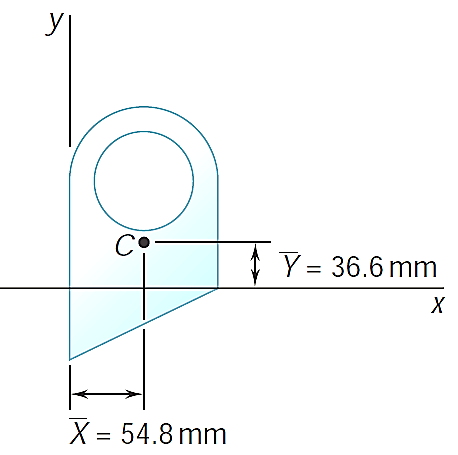 y
C
Y̅ = 36.6 mm
x
X̅ = 54.8 mm